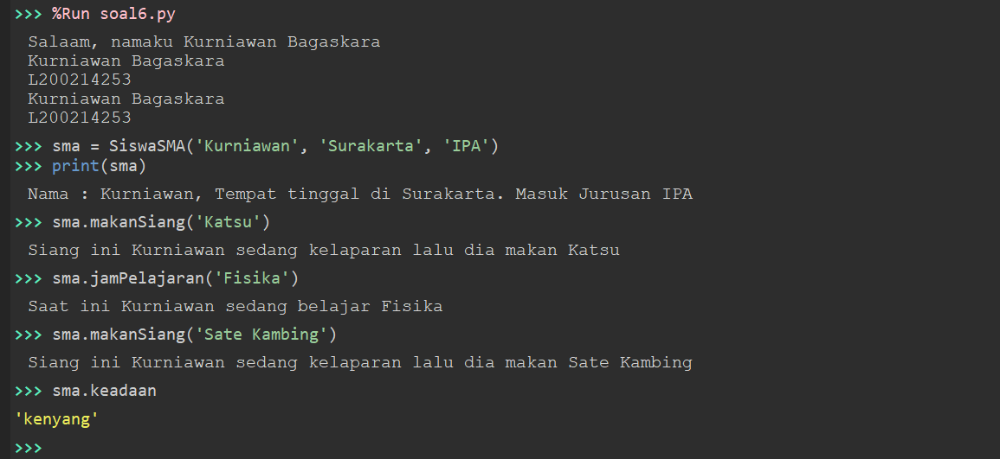 >>> %Run soal6.py
Salaam, namaku Kurniawan Bagaskara
Kurniawan Bagaskara
L200214253
Kurniawan Bagaskara
L200214253
>>> sma = SiswaSMA('Kurniawan', 'Surakarta', 'IPA')
>>> print(sma)
Nama : Kurniawan, Tempat tinggal di Surakarta. Masuk Jurusan IPA
>>> sma.makanSiang('Katsu')
Siang ini Kurniawan sedang kelaparan lalu dia makan Katsu
>>> sma.jamPelajaran('Fisika')
Saat ini Kurniawan sedang belajar Fisika
>>> sma.makanSiang('Sate Kambing')
Siang ini Kurniawan sedang kelaparan lalu dia makan Sate Kambing
>>> sma.keadaan
'kenyang'
>>>